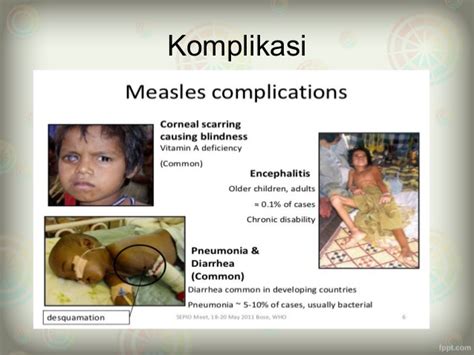 Komplikasi
Measles complications
Corneal scarring
causing blindness
Vitamin A deficiency
(Common)
Encephalitis
Older children, adults
≈ 0.1% of cases
Chronic disability
Pneumonia &
Diarrhea
(Common)
Diarrhea common in developing countries
Pneumonia ~ 5-10% of cases, usually bacterial
desquamation
SEPIO Meet, 18-20 May 2011 Bose, WHO
6
fppt.com